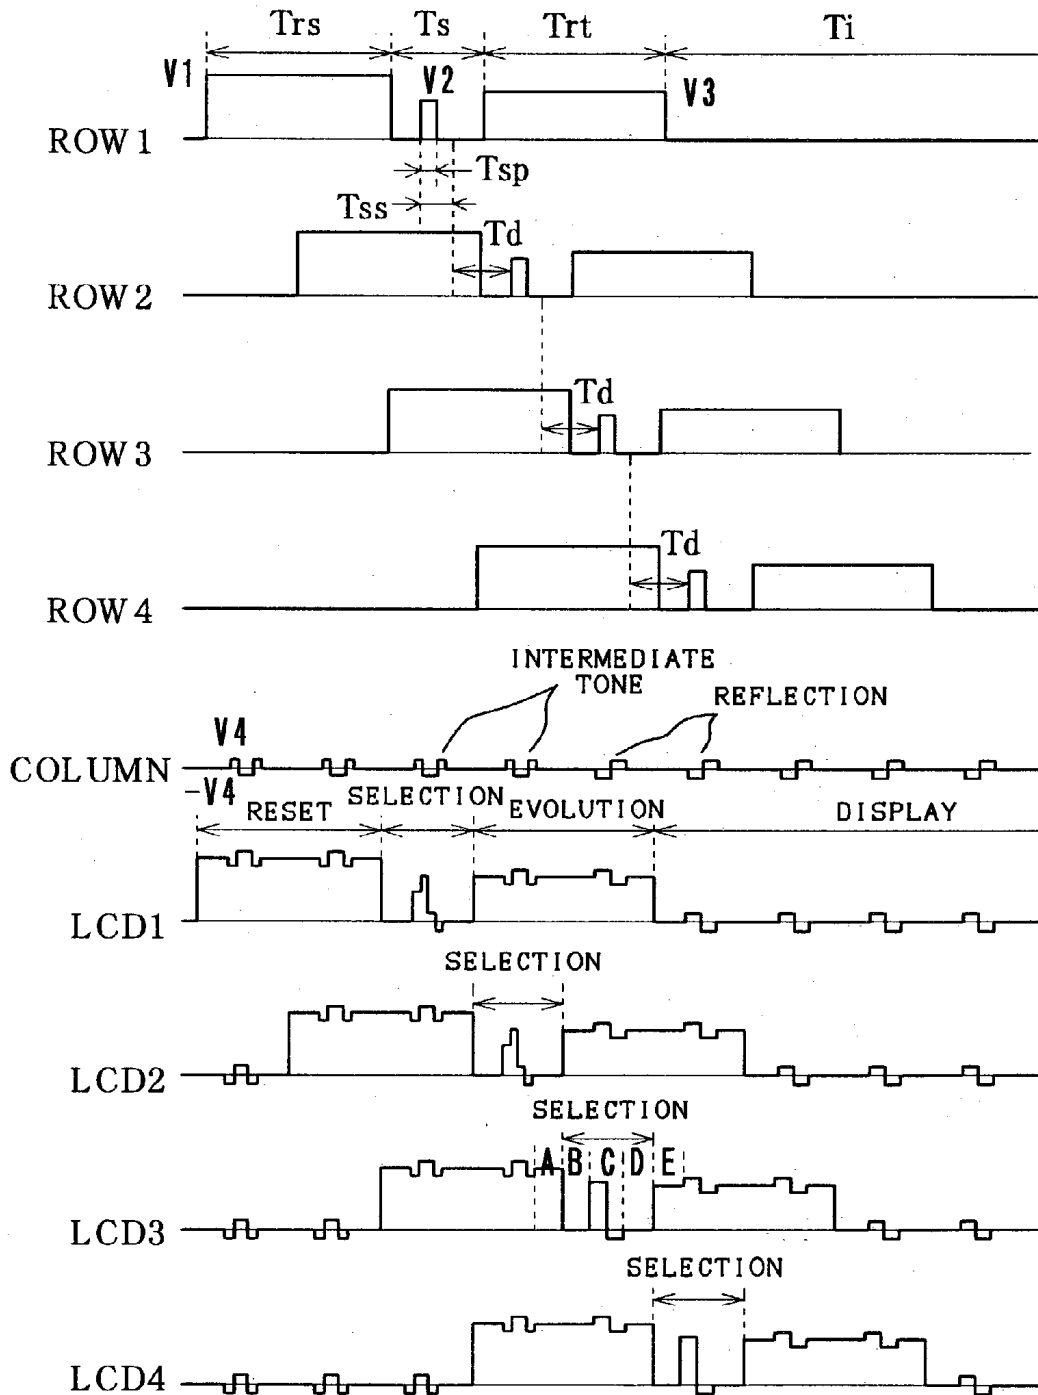 Trs Ts Trt Ti
V1 V2 V3
ROW1
Tsp
Tss
Td
ROW2
Td
ROW3
Td
ROW4
INTERMEDIATE
TONE
REFLECTION
V4
COLUMN
-V4
RESET SELECTION EVOLUTION DISPLAY
LCD1
SELECTION
LCD2
SELECTION
A B C D E
LCD3
SELECTION
LCD4